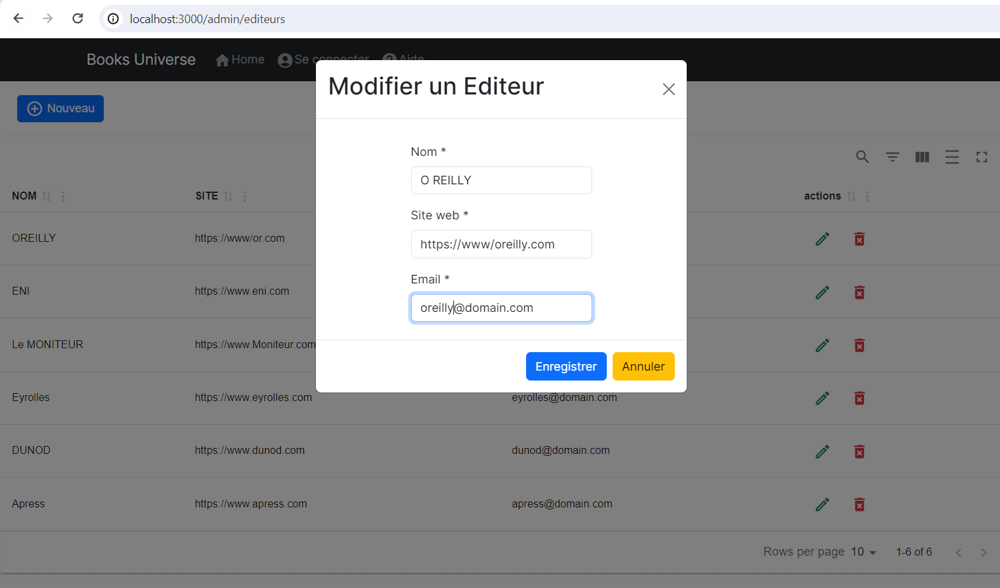 localhost:3000/admin/editeurs
Books Universe Home Se connecter Aide
Modifier un Editeur
Nouveau
Nom *
O REILLY
NOM SITE actions
Site web *
https://www/oreilly.com
OREILLY https://www/or.com
Email *
oreilly@domain.com
ENI https://www.eni.com
Le MONITEUR https://www.Moniteur.com
Enregistrer Annuler
Eyrolles https://www.eyrolles.com eyrolles@domain.com
DUNOD https://www.dunod.com dunod@domain.com
Apress https://www.apress.com apress@domain.com
Rows per page 10 1-6 of 6